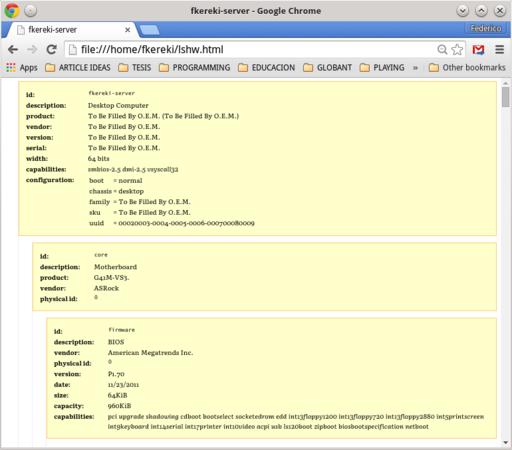 fkereki-server - Google Chrome
fkereki-server
Federico
file:///home/fkereki/lshw.html
Apps ARTICLE IDEAS TESIS PROGRAMMING EDUCACION GLOBANT PLAYING » Other bookmarks
id: fkereki-server
description: Desktop Computer
product: To Be Filled By O.E.M. (To Be Filled By O.E.M.)
vendor: To Be Filled By O.E.M.
version: To Be Filled By O.E.M.
serial: To Be Filled By O.E.M.
width: 64 bits
capabilities: smbios-2.5 dmi-2.5 vsyscall32
configuration: boot = normal
chassis = desktop
family = To Be Filled By O.E.M.
sku = To Be Filled By O.E.M.
uuid = 00020003-0004-0005-0006-000700080009
id: core
description: Motherboard
product: G41M-VS3.
vendor: ASRock
physical id: 0
id: firmware
description: BIOS
vendor: American Megatrends Inc.
physical id: 0
version: P1.70
date: 11/23/2011
size: 64KiB
capacity: 960KiB
capabilities: pci upgrade shadowing cdboot bootselect socketedrom edd int13floppy1200 int13floppy720 int13floppy2880 int5printscreen
int9keyboard int14serial int17printer int10video acpi usb ls120boot zipboot biosbootspecification netboot